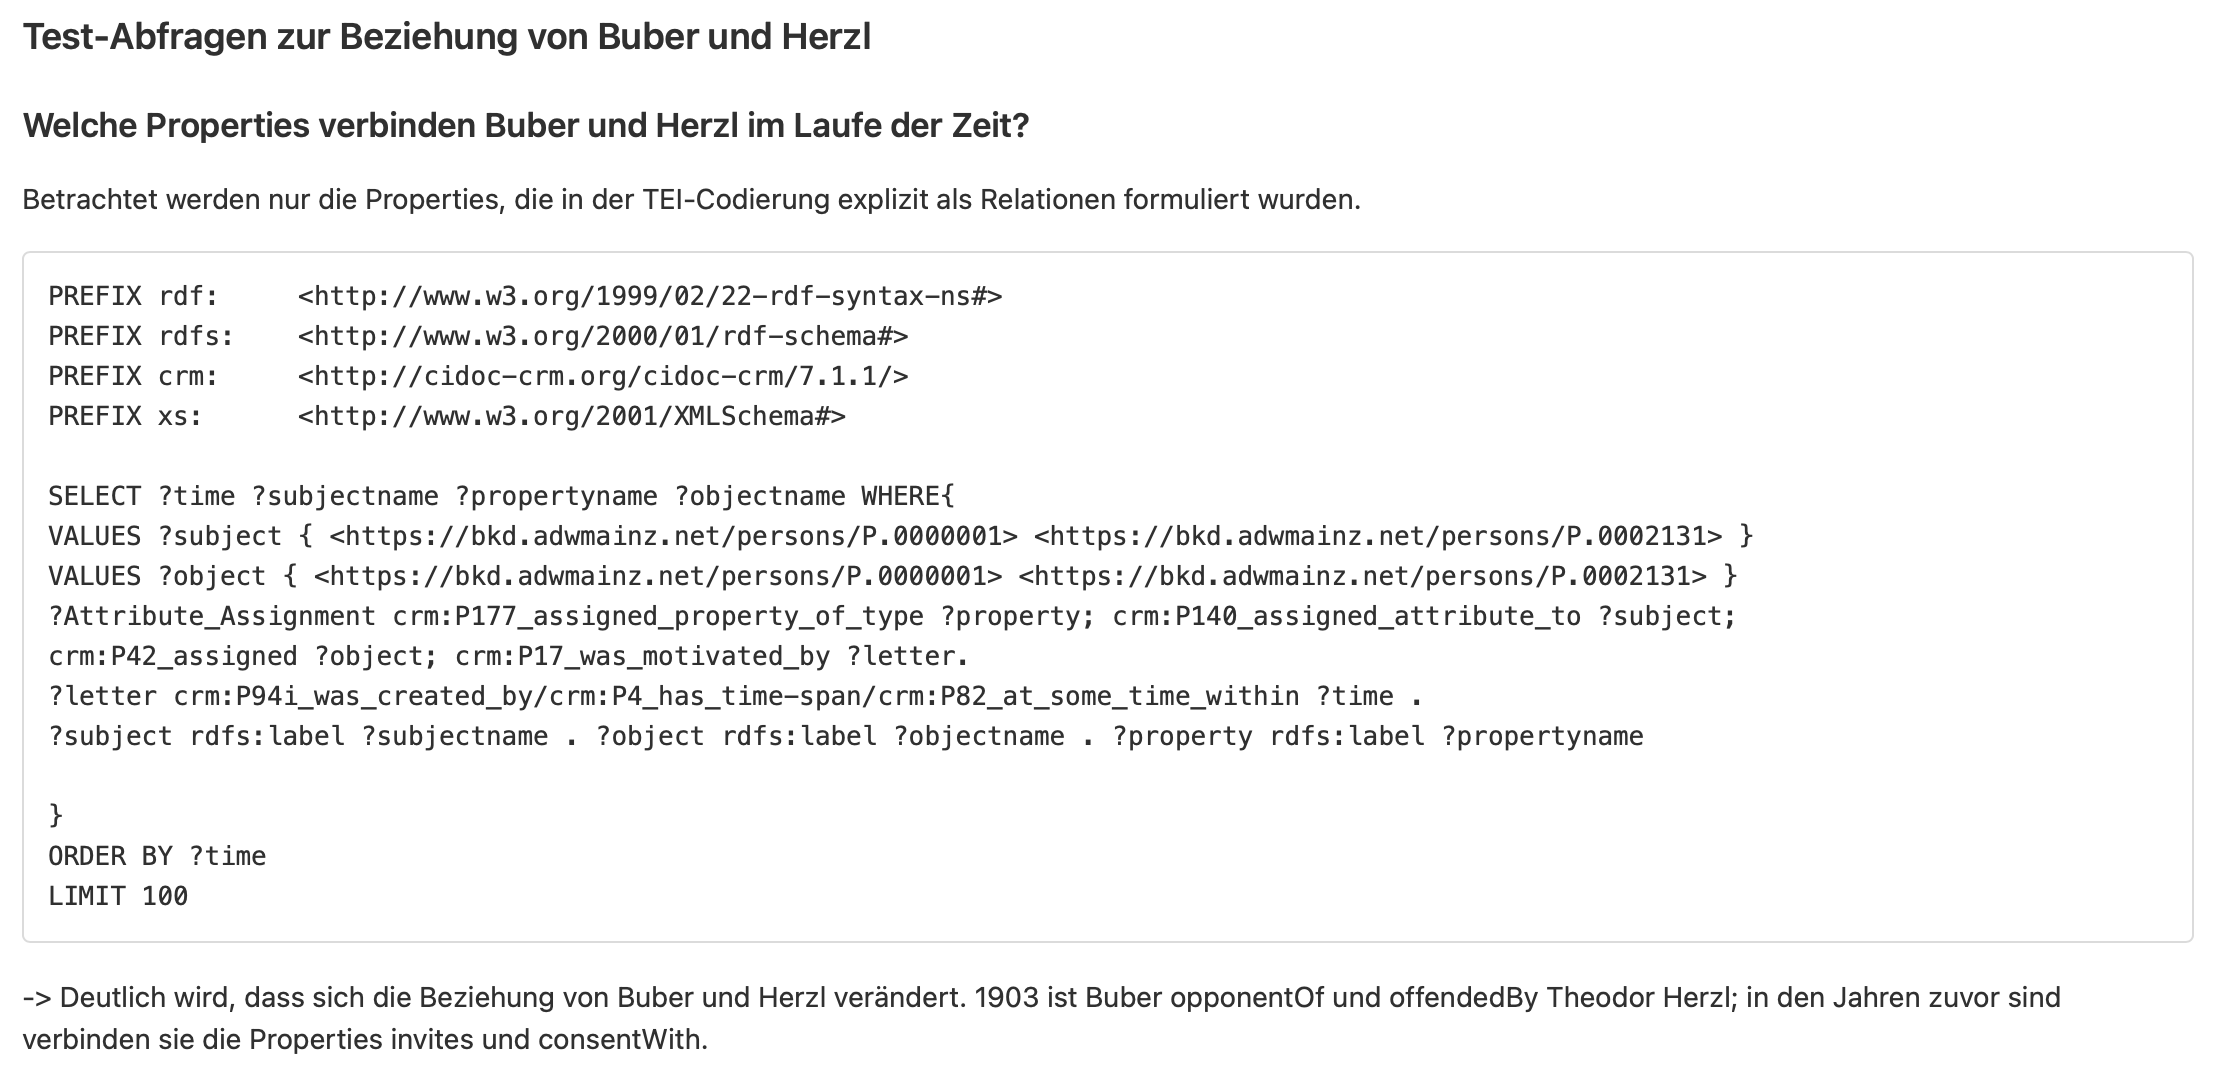 Test-Abfragen zur Beziehung von Buber und Herzl
Welche Properties verbinden Buber und Herzl im Laufe der Zeit?
Betrachtet werden nur die Properties, die in der TEI-Codierung explizit als Relationen formuliert wurden.
PREFIX rdf:     <http://www.w3.org/1999/02/22-rdf-syntax-ns#>
PREFIX rdfs:    <http://www.w3.org/2000/01/rdf-schema#>
PREFIX crm:     <http://cidoc-crm.org/cidoc-crm/7.1.1/>
PREFIX xs:      <http://www.w3.org/2001/XMLSchema#>
SELECT ?time ?subjectname ?propertyname ?objectname WHERE{
VALUES ?subject { <https://bkd.adwmainz.net/persons/P.0000001> <https://bkd.adwmainz.net/persons/P.0002131> }
VALUES ?object { <https://bkd.adwmainz.net/persons/P.0000001> <https://bkd.adwmainz.net/persons/P.0002131> }
?Attribute_Assignment crm:P177_assigned_property_of_type ?property; crm:P140_assigned_attribute_to ?subject;
crm:P42_assigned ?object; crm:P17_was_motivated_by ?letter.
?letter crm:P94i_was_created_by/crm:P4_has_time-span/crm:P82_at_some_time_within ?time .
?subject rdfs:label ?subjectname . ?object rdfs:label ?objectname . ?property rdfs:label ?propertyname
}
ORDER BY ?time
LIMIT 100
-> Deutlich wird, dass sich die Beziehung von Buber und Herzl verändert. 1903 ist Buber opponentOf und offendedBy Theodor Herzl; in den Jahren zuvor sind
verbinden sie die Properties invites und consentWith.